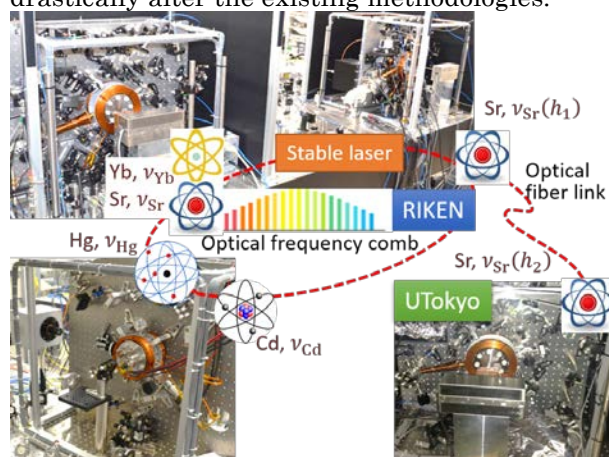 drastically after the existing methodologies.
Sr, νSr(h1)
Stable laser
Yb, νYb
Optical
fiber link
Sr, νSr
RIKEN
Hg, νHg
Optical frequency comb
Sr, νSr(h2)
UTokyo
Cd, νCd